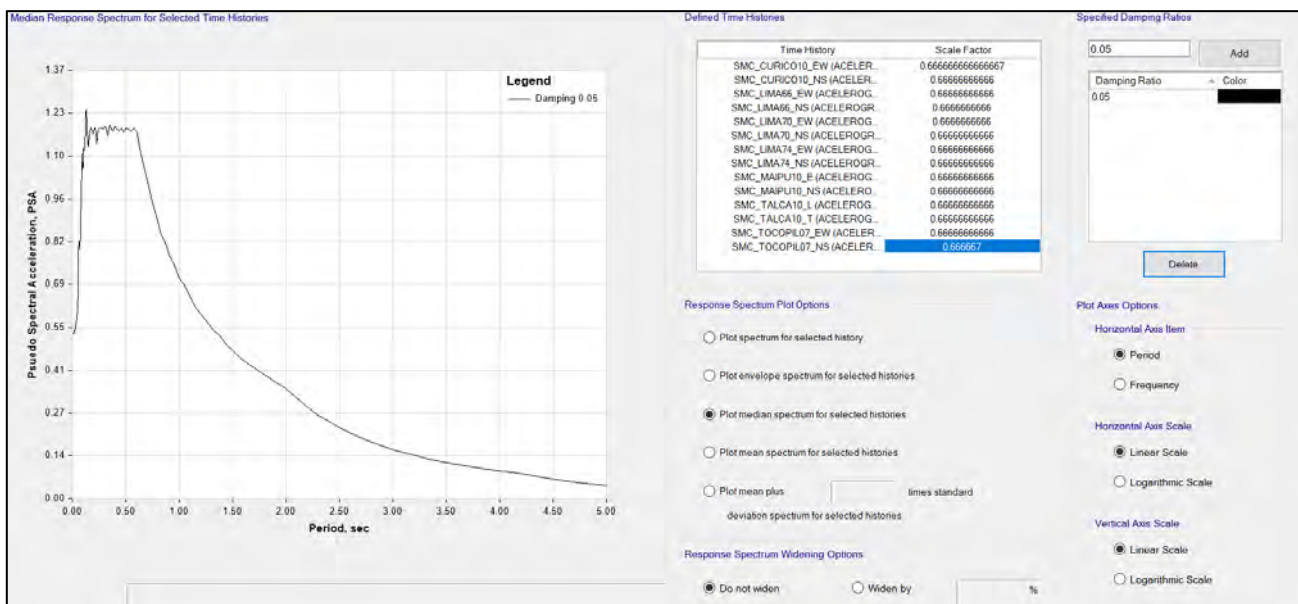 Median Response Spectrum for Selected Time Histories
1.37
1.23
1.10
0.96
0.82
0.69
0.55
0.41
0.27
0.14
0.00
Psuedo Spectral Acceleration, PSA
Legend
Damping 0.05
0.00 0.50 1.00 1.50 2.00 2.50 3.00 3.50 4.00 4.50 5.00
Period, sec
Defined Time Histories
Time History Scale Factor
SMC_CURICO10_EW (ACELER... 0.666666666666667
SMC_CURICO10_NS (ACELER... 0.66666666666
SMC_LIMA66_EW (ACELEROG... 0.66666666666
SMC_LIMA66_NS (ACELEROGR... 0.6666666666
SMC_LIMA70_EW (ACELEROG... 0.6666666666
SMC_LIMA70_NS (ACELEROGR... 0.66666666666
SMC_LIMA74_EW (ACELEROG... 0.66666666666
SMC_LIMA74_NS (ACELEROGR... 0.66666666666
SMC_MAIPU10_E (ACELEROG... 0.66666666666
SMC_MAIPU10_NS (ACELERO... 0.66666666666
SMC_TALCA10_L (ACELEROG... 0.66666666666
SMC_TALCA10_T (ACELEROG... 0.66666666666
SMC_TOCOPIL07_EW (ACELER... 0.66666666666
SMC_TOCOPIL07_NS (ACELER... 0.666667
Response Spectrum Plot Options
Plot spectrum for selected history
Plot envelope spectrum for selected histories
Plot median spectrum for selected histories
Plot mean spectrum for selected histories
Plot mean plus times standard
deviation spectrum for selected histories
Response Spectrum Widening Options
Do not widen Widen by %
Specified Damping Ratios
0.05 Add
Damping Ratio Color
0.05
Delete
Plot Axes Options
Horizontal Axis Item
Period
Frequency
Horizontal Axis Scale
Linear Scale
Logarithmic Scale
Vertical Axis Scale
Linear Scale
Logarithmic Scale